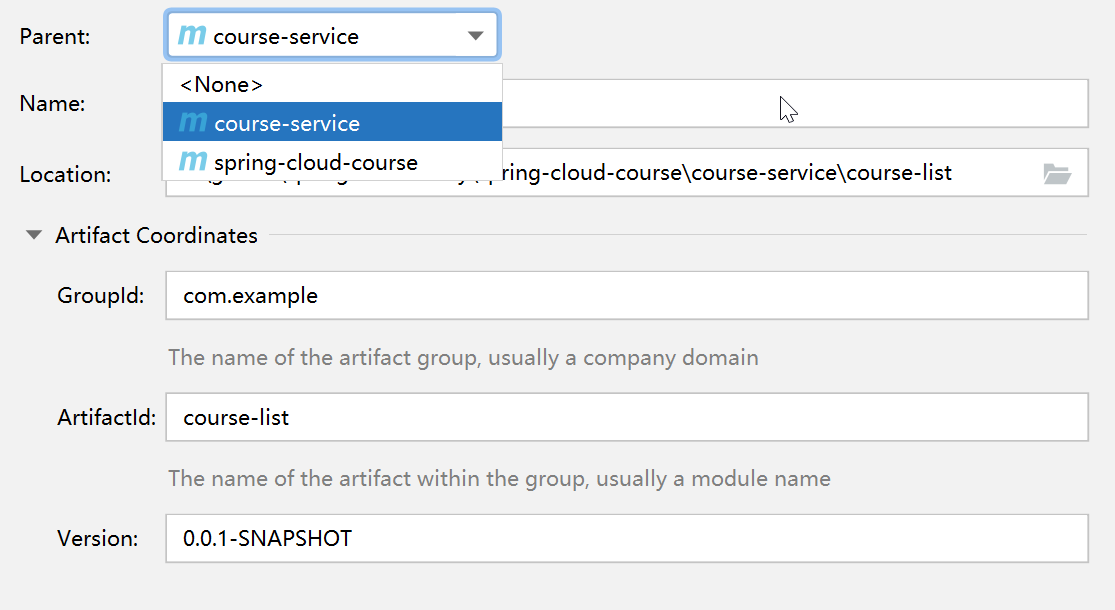 Parent: m course-service
<None>
Name:
m course-service
m spring-cloud-course
Location: ring-cloud-course\course-service\course-list
Artifact Coordinates
GroupId: com.example
The name of the artifact group, usually a company domain
ArtifactId: course-list
The name of the artifact within the group, usually a module name
Version: 0.0.1-SNAPSHOT